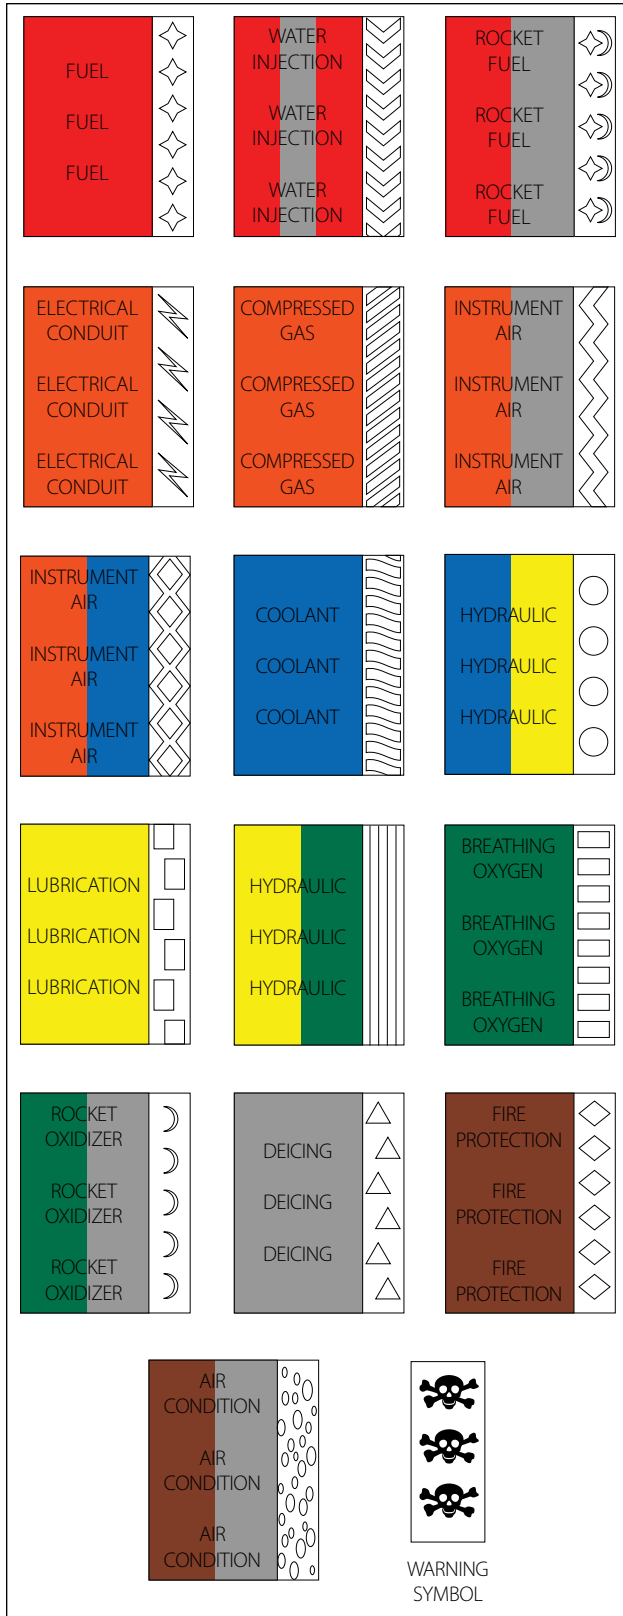 FUEL
FUEL
FUEL
WATER
INJECTION
WATER
INJECTION
WATER
INJECTION
ROCKET
FUEL
ROCKET
FUEL
ROCKET
FUEL
ELECTRICAL
CONDUIT
ELECTRICAL
CONDUIT
ELECTRICAL
CONDUIT
COMPRESSED
GAS
COMPRESSED
GAS
COMPRESSED
GAS
INSTRUMENT
AIR
INSTRUMENT
AIR
INSTRUMENT
AIR
INSTRUMENT
AIR
INSTRUMENT
AIR
INSTRUMENT
AIR
COOLANT
COOLANT
COOLANT
HYDRAULIC
HYDRAULIC
HYDRAULIC
LUBRICATION
LUBRICATION
LUBRICATION
HYDRAULIC
HYDRAULIC
HYDRAULIC
BREATHING
OXYGEN
BREATHING
OXYGEN
BREATHING
OXYGEN
ROCKET
OXIDIZER
ROCKET
OXIDIZER
ROCKET
OXIDIZER
DEICING
DEICING
DEICING
FIRE
PROTECTION
FIRE
PROTECTION
FIRE
PROTECTION
AIR
CONDITION
AIR
CONDITION
AIR
CONDITION
WARNING
SYMBOL